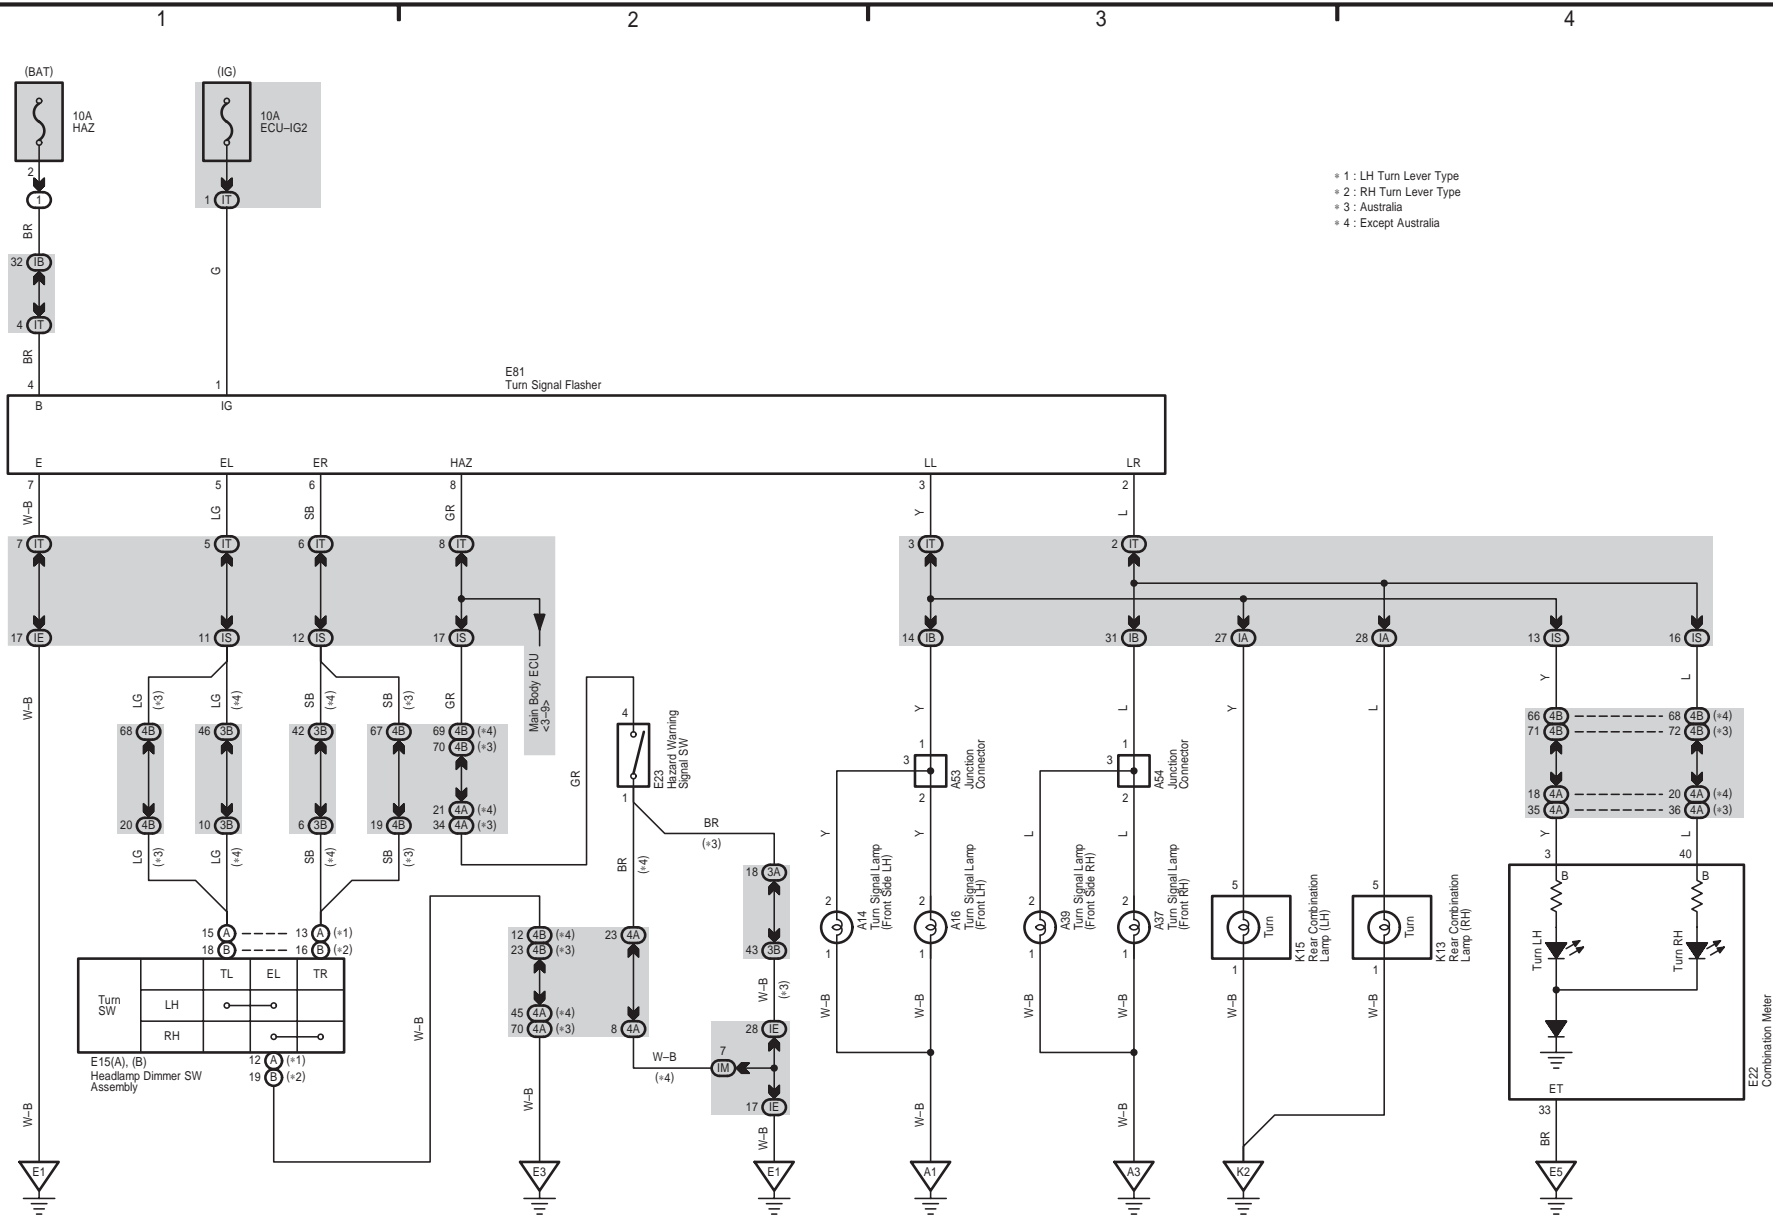 1 2 3 4
(BAT) (IG)
10A
HAZ
10A
ECU–IG2
2
1
1 IT
* 1 : LH Turn Lever Type
* 2 : RH Turn Lever Type
* 3 : Australia
* 4 : Except Australia
BR
G
32 IB
4 IT
BR
E81
Turn Signal Flasher
4 1
B IG
E EL ER HAZ LL LR
7 5 6 8 3 2
W–B LG SB GR Y L
7 IT 5 IT 6 IT 8 IT 3 IT 2 IT
17 IE 11 IS 12 IS 17 IS 14 IB 31 IB 27 IA 28 IA 13 IS 16 IS
Main Body ECU
<3–9>
W–B LG (*3) LG (*4) SB (*4) SB (*3) GR Y L Y L Y L
68 4B 46 3B 42 3B 67 4B 69 4B (*4)
70 4B (*3)
66 4B 68 4B (*4)
71 4B 72 4B (*3)
4
E23
Hazard Warning
Signal SW
1
GR
1
3
A53
Junction
Connector
2
1
3
A54
Junction
Connector
2
20 4B 10 3B 6 3B 19 4B 21 4A (*4)
34 4A (*3)
18 4A 20 4A (*4)
35 4A 36 4A (*3)
LG (*3) LG (*4) SB (*4) SB (*3)
BR
(*3)
BR (*4)
Y Y L L Y L
3 40
18 3A
43 3B
2
A14
Turn Signal Lamp
(Front Side LH)
1
2
A16
Turn Signal Lamp
(Front LH)
1
2
A39
Turn Signal Lamp
(Front Side RH)
1
2
A37
Turn Signal Lamp
(Front RH)
1
5
Turn
K15
Rear Combination
Lamp (LH)
1
5
Turn
K13
Rear Combination
Lamp (RH)
1
B B
Turn LH Turn RH
15 A 13 A (*1)
18 B 16 B (*2)
12 4B (*4)
23 4B (*3)
23 4A
TL EL TR
Turn
SW
LH
RH
45 4A (*4)
70 4A (*3)
8 4A
W–B (*3)
28 IE
7
IM
17 IE
W–B
(*4)
E15(A), (B)
Headlamp Dimmer SW
Assembly
12 A (*1)
19 B (*2)
W–B
W–B W–B W–B W–B W–B W–B
E22
Combination Meter
ET
33
W–B W–B W–B W–B W–B BR
E1 E3 E1 A1 A3 K2 E5